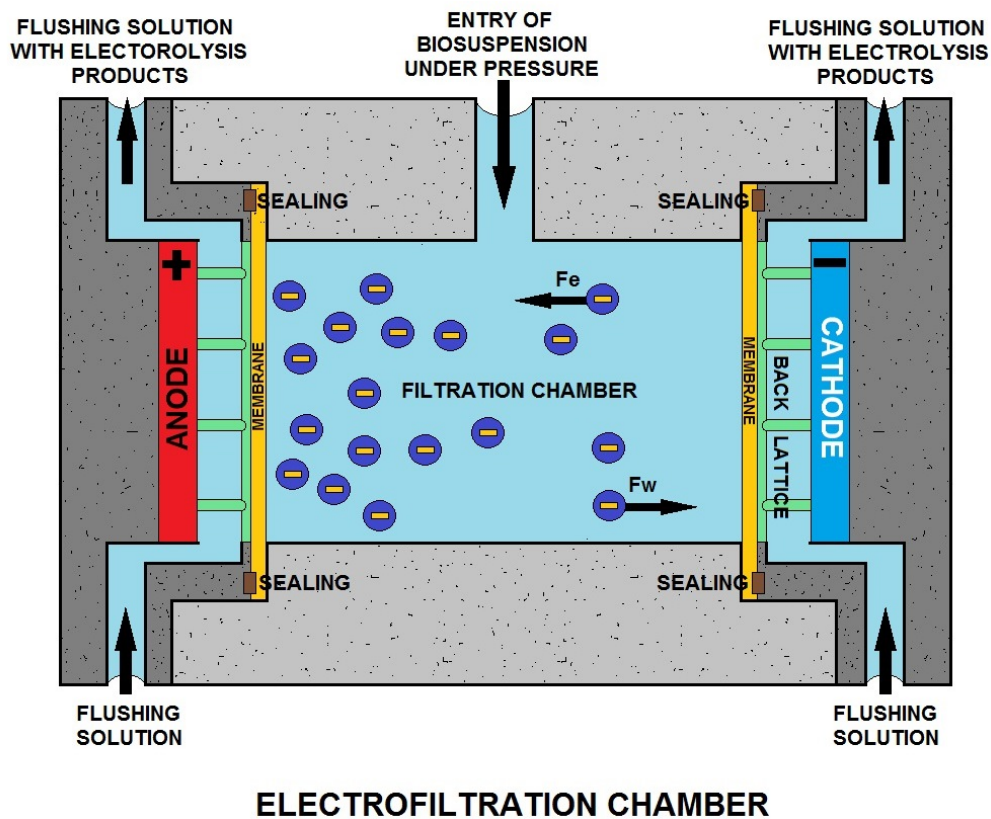 FLUSHING SOLUTION
WITH ELECTOROLYSIS
PRODUCTS
ENTRY OF
BIOSUSPENSION
UNDER PRESSURE
FLUSHING SOLUTION
WITH ELECTROLYSIS
PRODUCTS
SEALING
SEALING
+
ANODE
MEMBRANE
Fe
FILTRATION CHAMBER
Fw
MEMBRANE
BACK LATTICE
−
CATHODE
SEALING
SEALING
FLUSHING
SOLUTION
FLUSHING
SOLUTION
ELECTROFILTRATION CHAMBER